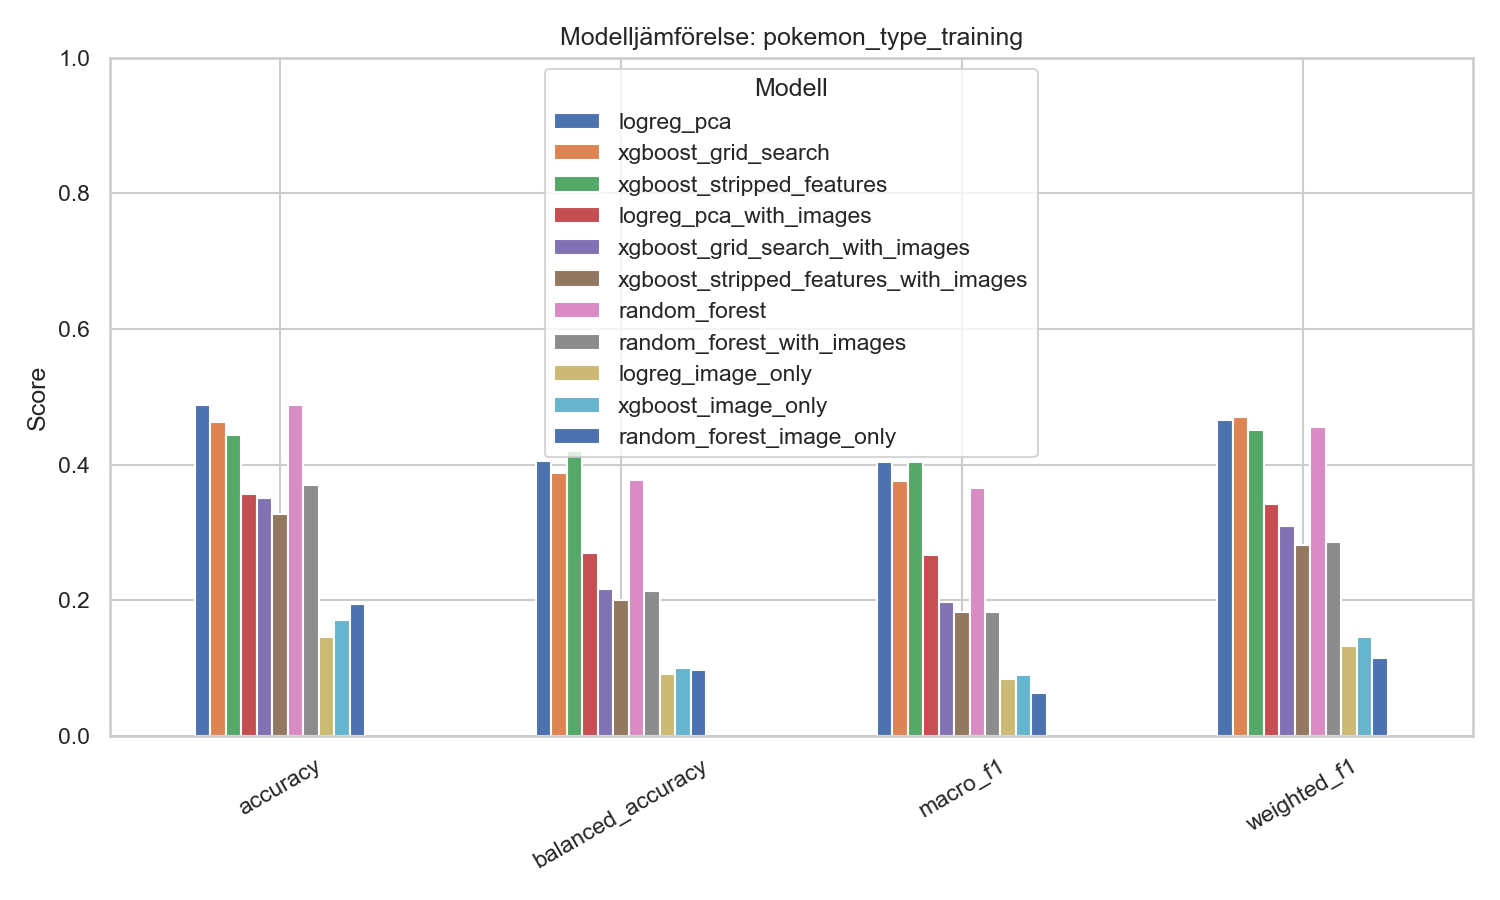 Modelljämförelse: pokemon_type_training
Modell
logreg_pca
xgboost_grid_search
xgboost_stripped_features
logreg_pca_with_images
xgboost_grid_search_with_images
xgboost_stripped_features_with_images
random_forest
random_forest_with_images
logreg_image_only
xgboost_image_only
random_forest_image_only
Score
1.0
0.8
0.6
0.4
0.2
0.0
accuracy
balanced_accuracy
macro_f1
weighted_f1